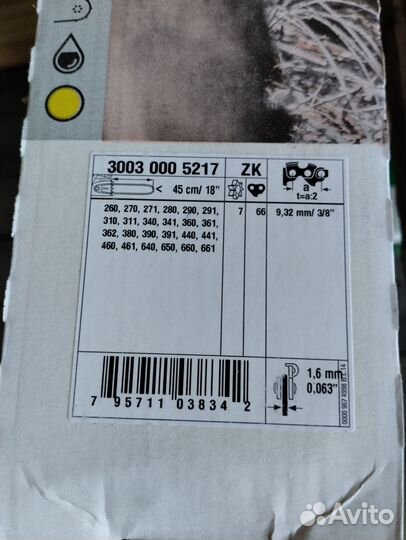 3003 000 5217 ZK
< 45 cm/ 18" a
t=a:2
260, 270, 271, 280, 290, 291, 7 66 9,32 mm/ 3/8"
310, 311, 340, 341, 360, 361,
362, 380, 390, 391, 440, 441,
460, 461, 640, 650, 660, 661
1,6 mm
0.063"
7 95711 03834 2
Avito